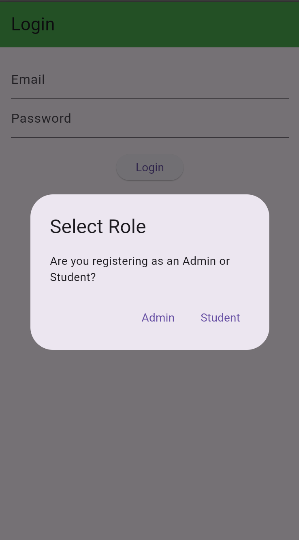 Login
Email
Password
Login
Select Role
Are you registering as an Admin or
Student?
Admin Student